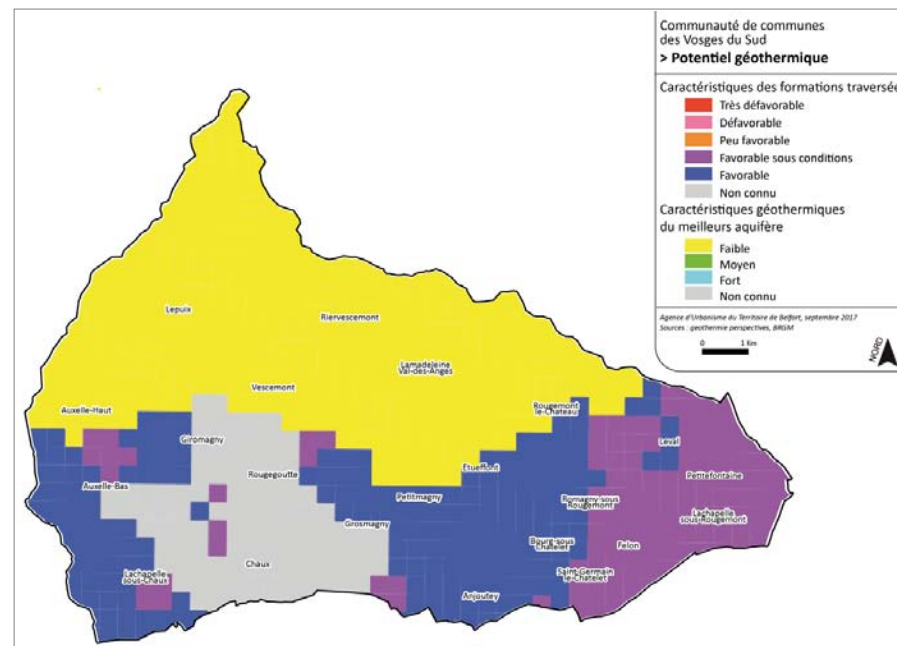 Communauté de communes
des Vosges du Sud
> Potentiel géothermique
Caractéristiques des formations traversée
Très défavorable
Défavorable
Peu favorable
Favorable sous conditions
Favorable
Non connu
Caractéristiques géothermiques
du meilleurs aquifère
Faible
Moyen
Fort
Non connu
Agence d'Urbanisme du Territoire de Belfort, septembre 2017
Sources : geothermie perspectives, BRGM
0 1 Km
NORD
Lepuix
Riervescemont
Lamadeleine
Val-des-Anges
Vescemont
Auxelle-Haut
Rougemont
le-Chateau
Giromagny
Leval
Rougegoutte
Etueffont
Petitefontaine
Auxelle-Bas
Petitmagny
Romagny-sous
Rougemont
Lachapelle
sous-Rougemont
Grosmagny
Bourg-sous
Chatelet
Felon
Chaux
Lachapelle
sous-Chaux
Saint-Germain
le-Chatelet
Anjoutey